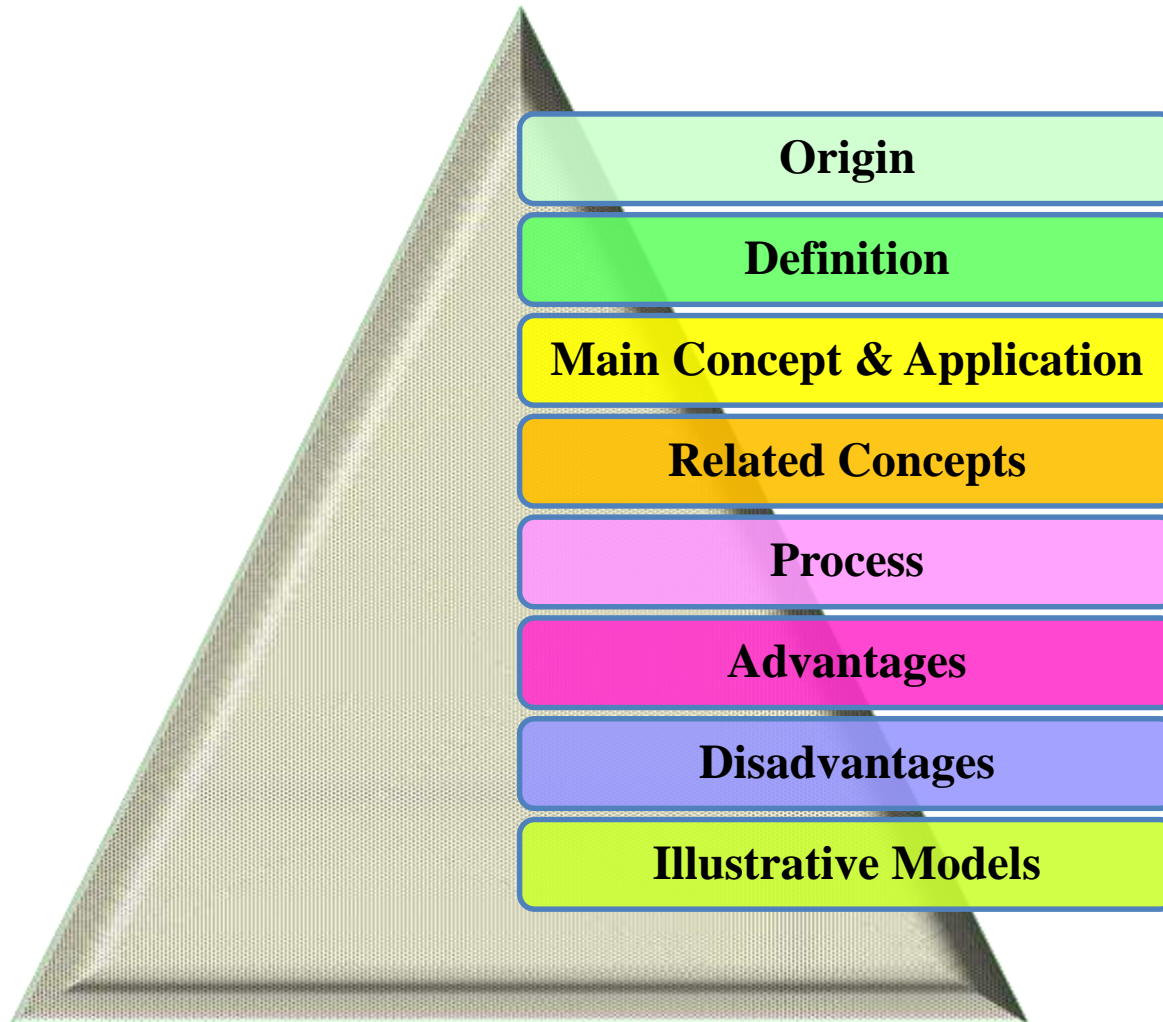 Origin
Definition
Main Concept & Application
Related Concepts
Process
Advantages
Disadvantages
Illustrative Models